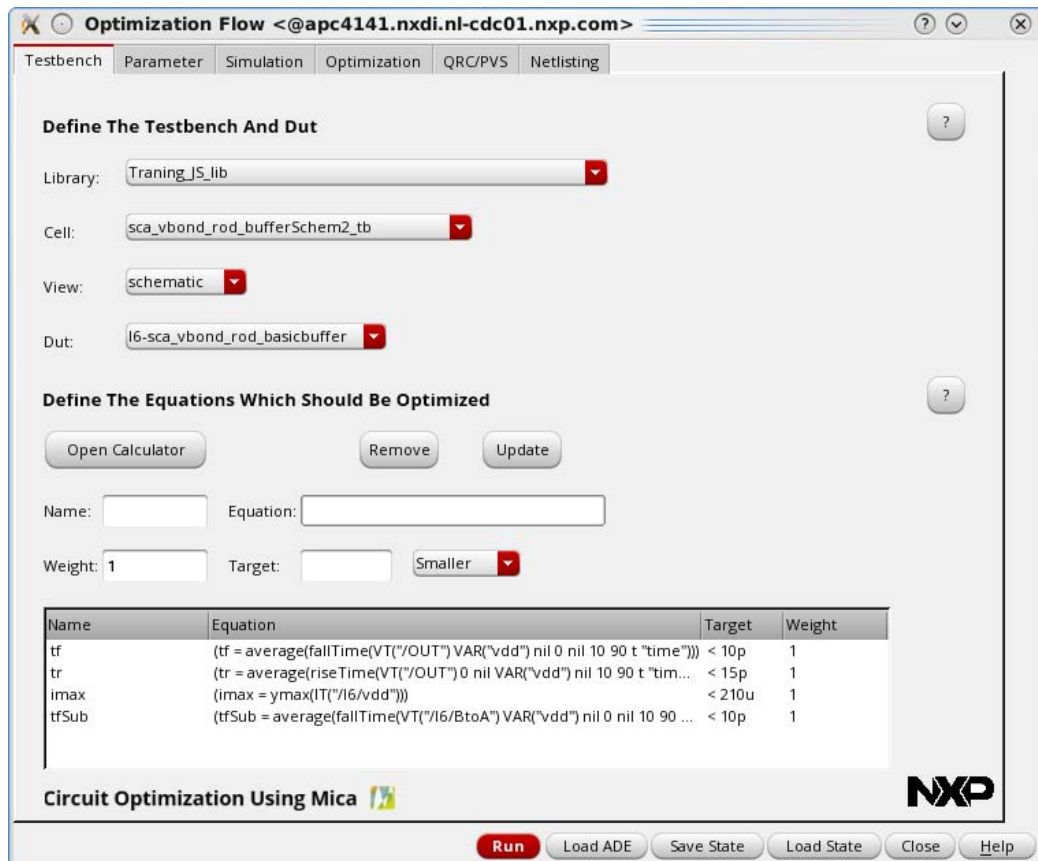 Optimization Flow <@apc4141.nxdi.nl-cdc01.nxp.com>
Testbench Parameter Simulation Optimization QRC/PVS Netlisting
Define The Testbench And Dut ?
Library: Traning_JS_lib
Cell: sca_vbond_rod_bufferSchem2_tb
View: schematic
Dut: I6-sca_vbond_rod_basicbuffer
Define The Equations Which Should Be Optimized ?
Open Calculator Remove Update
Name: Equation:
Weight: 1 Target: Smaller
Name Equation Target Weight
tf (tf = average(fallTime(VT("/OUT") VAR("vdd") nil 0 nil 10 90 t "time"))) < 10p 1
tr (tr = average(riseTime(VT("/OUT") 0 nil VAR("vdd") nil 10 90 t "tim... < 15p 1
imax (imax = ymax(IT("/I6/vdd"))) < 210u 1
tfSub (tfSub = average(fallTime(VT("/I6/BtoA") VAR("vdd") nil 0 nil 10 90 ... < 10p 1
Circuit Optimization Using Mica NXP
Run Load ADE Save State Load State Close Help